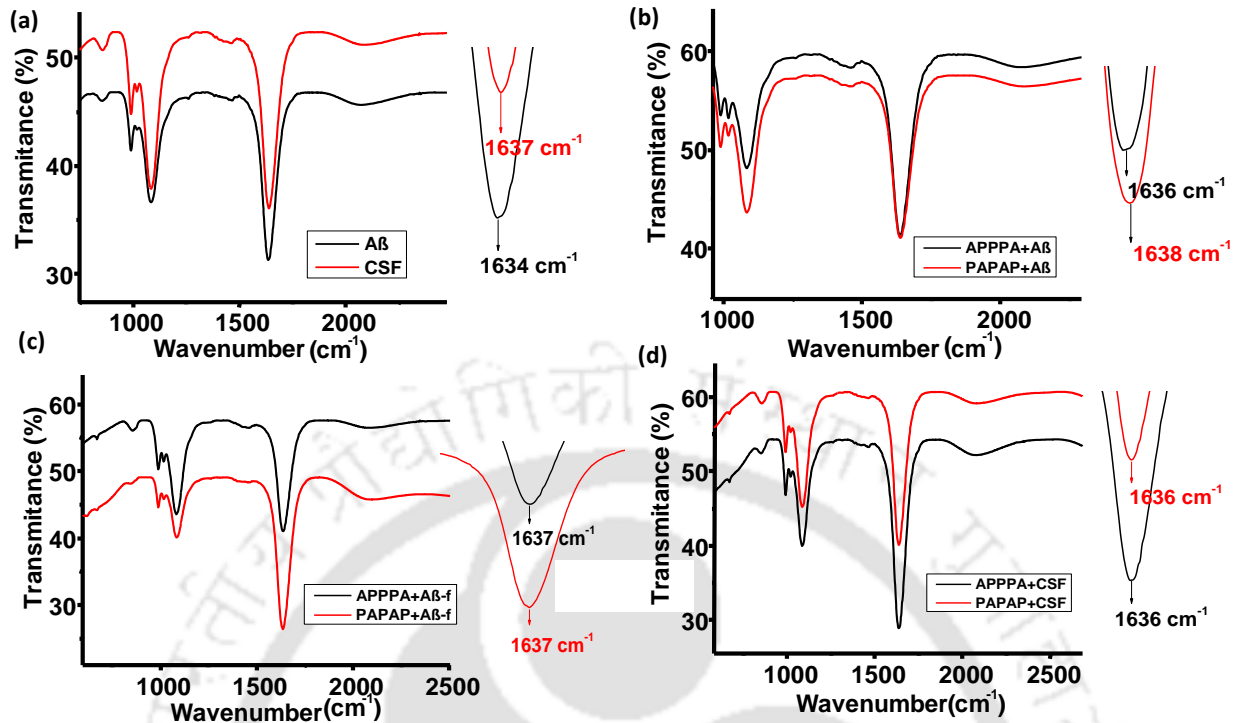 (a)
Transmitance (%)
50
40
30
1000 1500 2000
Wavenumber (cm-1)
Aß
CSF
1637 cm-1
1634 cm-1
(b)
Transmitance (%)
60
50
40
1000 1500 2000
Wavenumber (cm-1)
APPPA+Aß
PAPAP+Aß
1636 cm-1
1638 cm-1
(c)
Transmitance (%)
60
50
40
30
1000 1500 2000 2500
Wavenumber(cm-1)
APPPA+Aß-f
PAPAP+Aß-f
1637 cm-1
1637 cm-1
(d)
Transmitance (%)
60
50
40
30
1000 1500 2000 2500
Wavenumber(cm-1)
APPPA+CSF
PAPAP+CSF
1636 cm-1
1636 cm-1